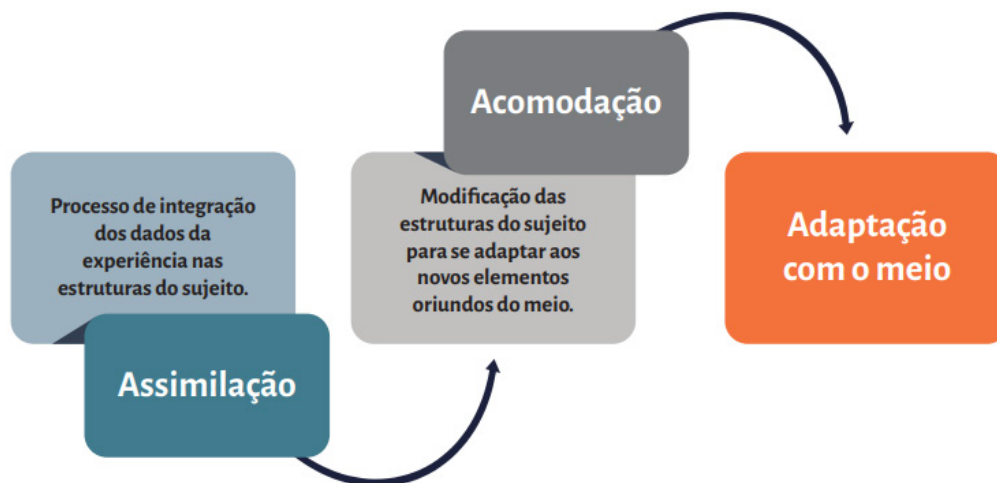 Processo de integração
dos dados da
experiência nas
estruturas do sujeito.
Assimilação
Acomodação
Modificação das
estruturas do sujeito
para se adaptar aos
novos elementos
oriundos do meio.
Adaptação
com o meio